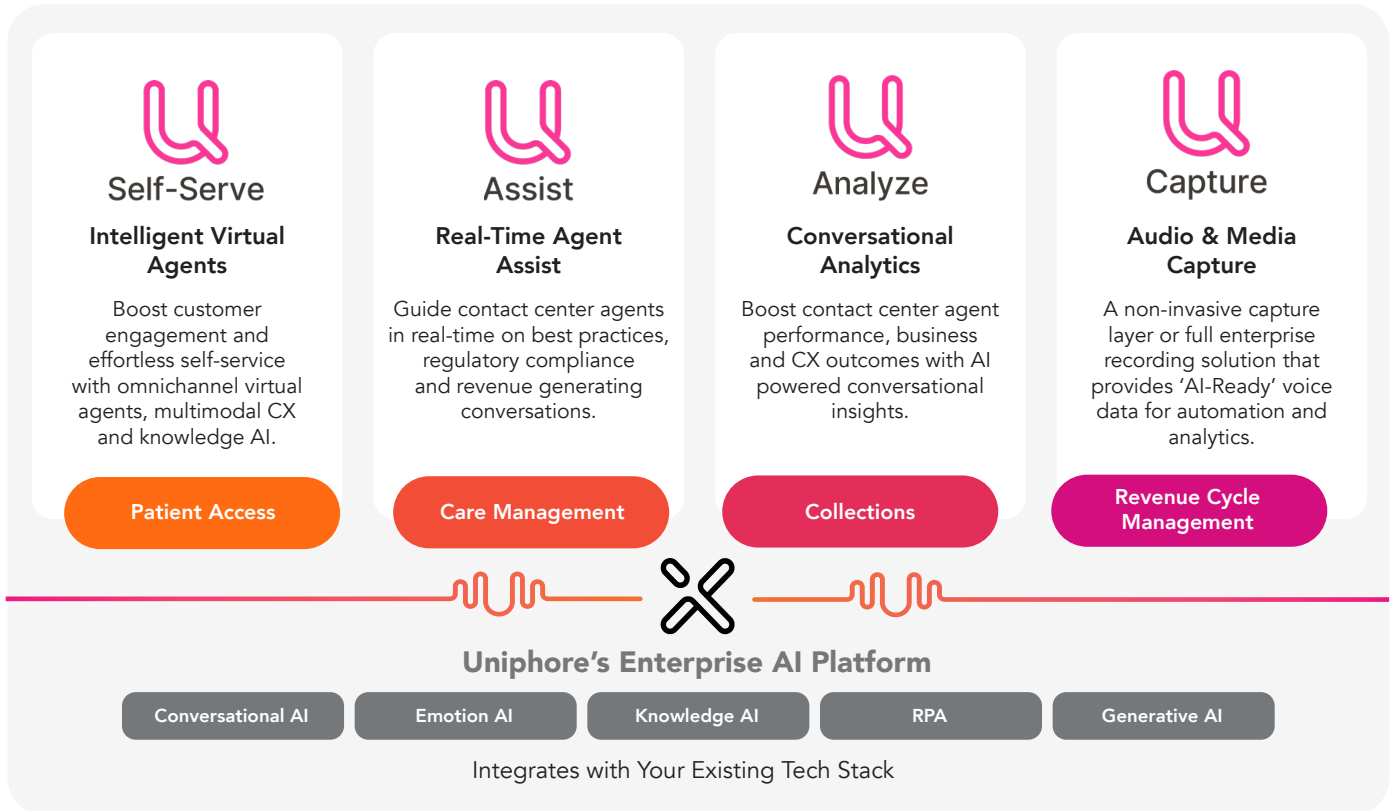 Self-Serve
Intelligent Virtual
Agents
Boost customer
engagement and
effortless self-service
with omnichannel virtual
agents, multimodal CX
and knowledge AI.
Patient Access
Assist
Real-Time Agent
Assist
Guide contact center agents
in real-time on best practices,
regulatory compliance
and revenue generating
conversations.
Care Management
Analyze
Conversational
Analytics
Boost contact center agent
performance, business
and CX outcomes with AI
powered conversational
insights.
Collections
Capture
Audio & Media
Capture
A non-invasive capture
layer or full enterprise
recording solution that
provides ‘AI-Ready’ voice
data for automation and
analytics.
Revenue Cycle
Management
Uniphore’s Enterprise AI Platform
Conversational AI
Emotion AI
Knowledge AI
RPA
Generative AI
Integrates with Your Existing Tech Stack